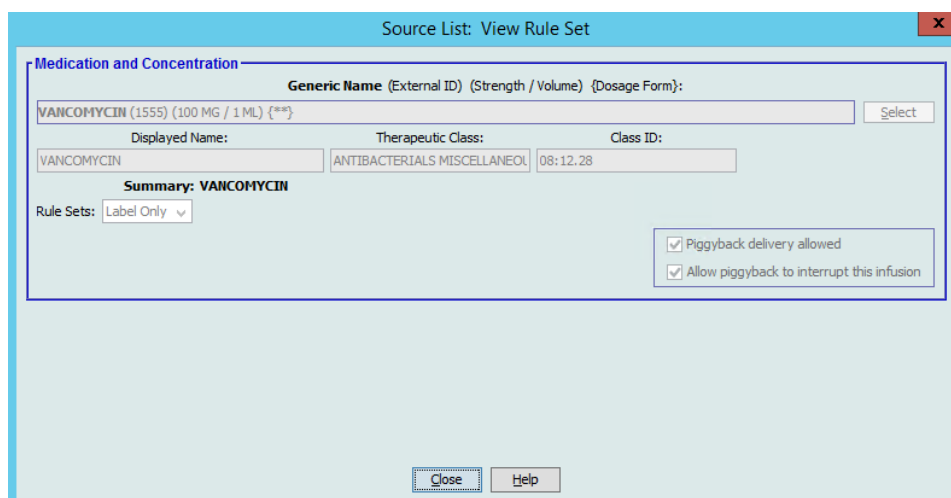 Source List: View Rule Set
x
Medication and Concentration
Generic Name (External ID) (Strength / Volume) {Dosage Form}:
VANCOMYCIN (1555) (100 MG / 1 ML) {**}
Select
Displayed Name: Therapeutic Class: Class ID:
VANCOMYCIN ANTIBACTERIALS MISCELLANEOU 08:12.28
Summary: VANCOMYCIN
Rule Sets: Label Only
Piggyback delivery allowed
Allow piggyback to interrupt this infusion
Close Help